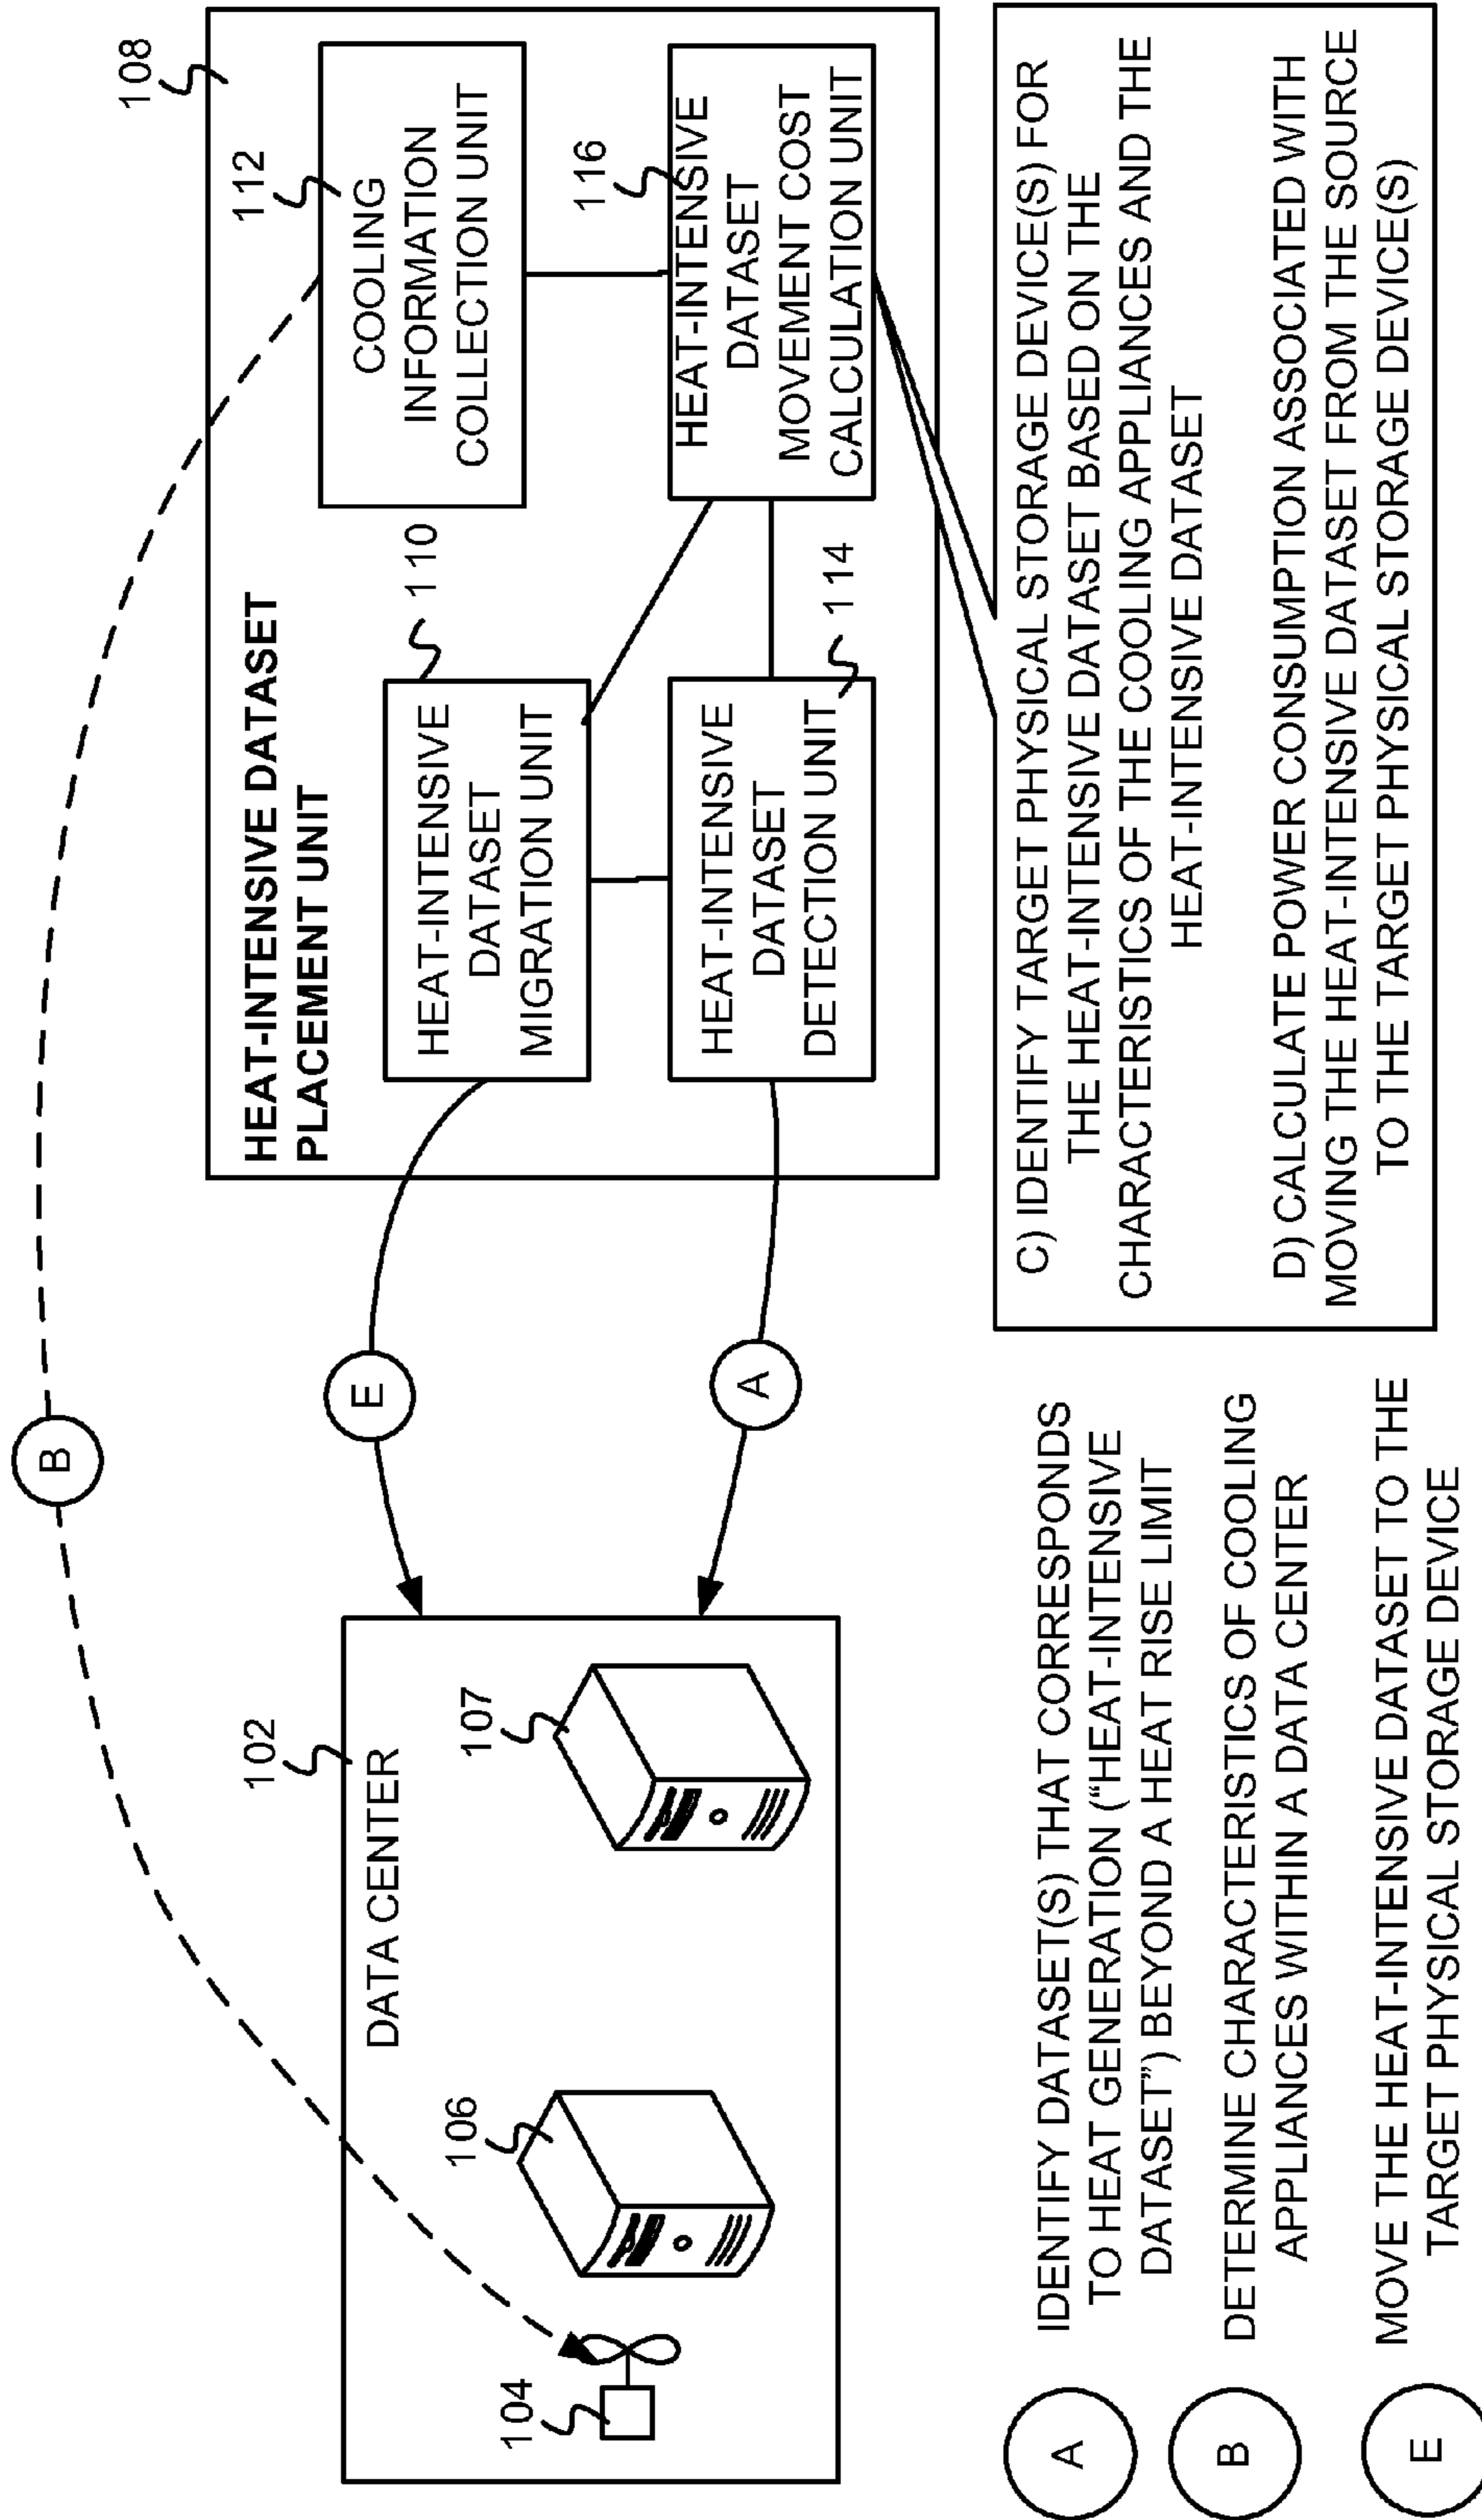 B
108
HEAT-INTENSIVE DATASET
PLACEMENT UNIT
112
COOLING
INFORMATION
COLLECTION UNIT
110
HEAT-INTENSIVE
DATASET
MIGRATION UNIT
116
HEAT-INTENSIVE
DATASET
MOVEMENT COST
CALCULATION UNIT
114
HEAT-INTENSIVE
DATASET
DETECTION UNIT
E
A
102
DATA CENTER
104
106
107
C) IDENTIFY TARGET PHYSICAL STORAGE DEVICE(S) FOR
THE HEAT-INTENSIVE DATASET BASED ON THE
CHARACTERISTICS OF THE COOLING APPLIANCES AND THE
HEAT-INTENSIVE DATASET
D) CALCULATE POWER CONSUMPTION ASSOCIATED WITH
MOVING THE HEAT-INTENSIVE DATASET FROM THE SOURCE
TO THE TARGET PHYSICAL STORAGE DEVICE(S)
A
IDENTIFY DATASET(S) THAT CORRESPONDS
TO HEAT GENERATION (“HEAT-INTENSIVE
DATASET”) BEYOND A HEAT RISE LIMIT
B
DETERMINE CHARACTERISTICS OF COOLING
APPLIANCES WITHIN A DATA CENTER
E
MOVE THE HEAT-INTENSIVE DATASET TO THE
TARGET PHYSICAL STORAGE DEVICE